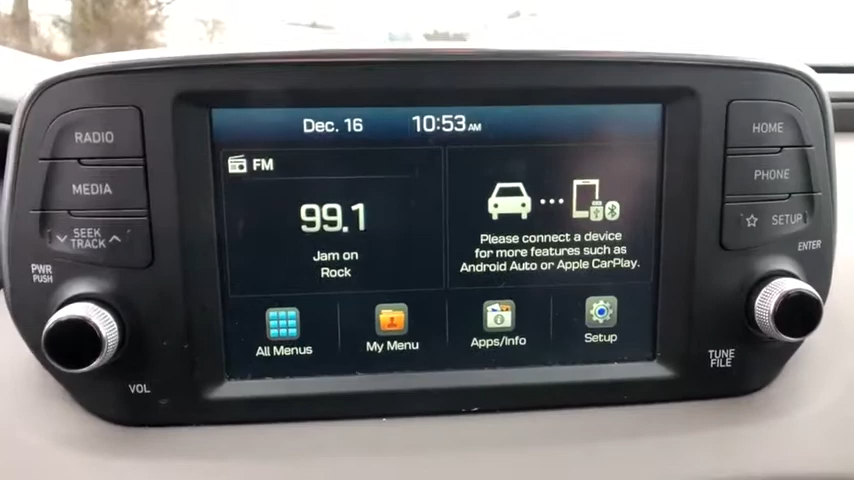 Dec. 16 10:53 AM
RADIO
MEDIA
SEEK
TRACK
PWR
PUSH
VOL
FM
99.1
Jam on
Rock
Please connect a device
for more features such as
Android Auto or Apple CarPlay.
All Menus
My Menu
Apps/Info
Setup
HOME
PHONE
SETUP
ENTER
TUNE
FILE